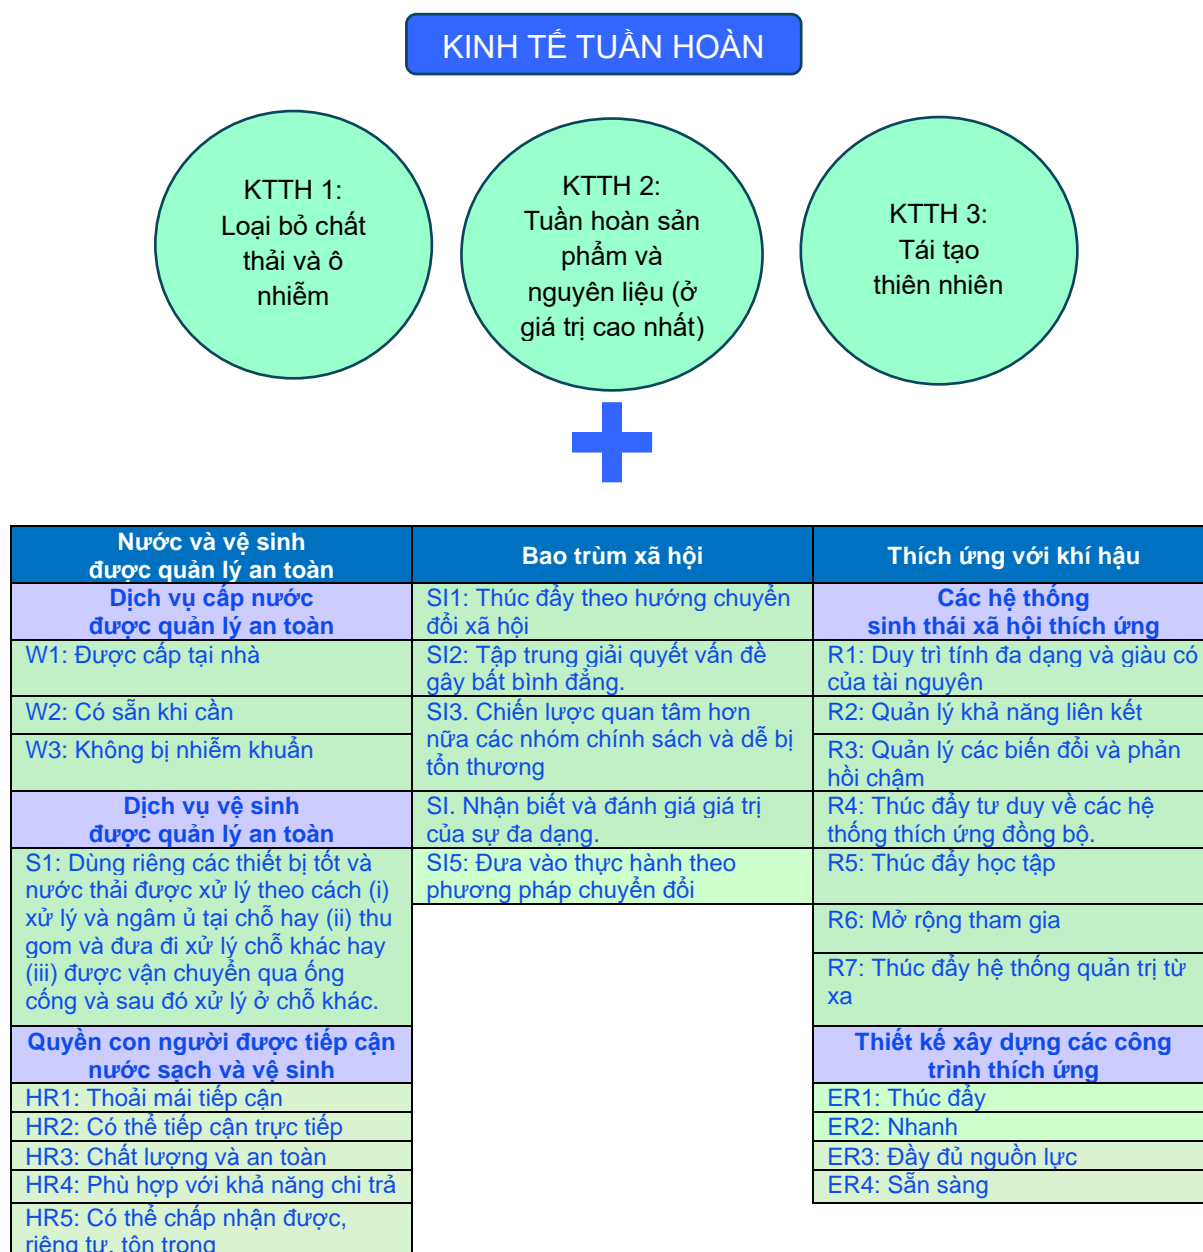 KINH TẾ TUẦN HOÀN
KTTH 1:
Loại bỏ chất
thải và ô
nhiễm
KTTH 2:
Tuần hoàn sản
phẩm và
nguyên liệu (ở
giá trị cao nhất)
KTTH 3:
Tái tạo
thiên nhiên
Nước và vệ sinh
được quản lý an toàn
Dịch vụ cấp nước
được quản lý an toàn
W1: Được cấp tại nhà
W2: Có sẵn khi cần
W3: Không bị nhiễm khuẩn
Dịch vụ vệ sinh
được quản lý an toàn
S1: Dùng riêng các thiết bị tốt và
nước thải được xử lý theo cách (i)
xử lý và ngâm ủ tại chỗ hay (ii) thu
gom và đưa đi xử lý chỗ khác hay
(iii) được vận chuyển qua ống
cống và sau đó xử lý ở chỗ khác.
Quyền con người được tiếp cận
nước sạch và vệ sinh
HR1: Thoải mái tiếp cận
HR2: Có thể tiếp cận trực tiếp
HR3: Chất lượng và an toàn
HR4: Phù hợp với khả năng chi trả
HR5: Có thể chấp nhận được,
riêng tư, tôn trọng
Bao trùm xã hội
SI1: Thúc đẩy theo hướng chuyển
đổi xã hội
SI2: Tập trung giải quyết vấn đề
gây bất bình đẳng.
SI3. Chiến lược quan tâm hơn
nữa các nhóm chính sách và dễ bị
tổn thương
SI. Nhận biết và đánh giá giá trị
của sự đa dạng.
SI5: Đưa vào thực hành theo
phương pháp chuyển đổi
Thích ứng với khí hậu
Các hệ thống
sinh thái xã hội thích ứng
R1: Duy trì tính đa dạng và giàu có
của tài nguyên
R2: Quản lý khả năng liên kết
R3: Quản lý các biến đổi và phản
hồi chậm
R4: Thúc đẩy tư duy về các hệ
thống thích ứng đồng bộ.
R5: Thúc đẩy học tập
R6: Mở rộng tham gia
R7: Thúc đẩy hệ thống quản trị từ
xa
Thiết kế xây dựng các công
trình thích ứng
ER1: Thúc đẩy
ER2: Nhanh
ER3: Đầy đủ nguồn lực
ER4: Sẵn sàng